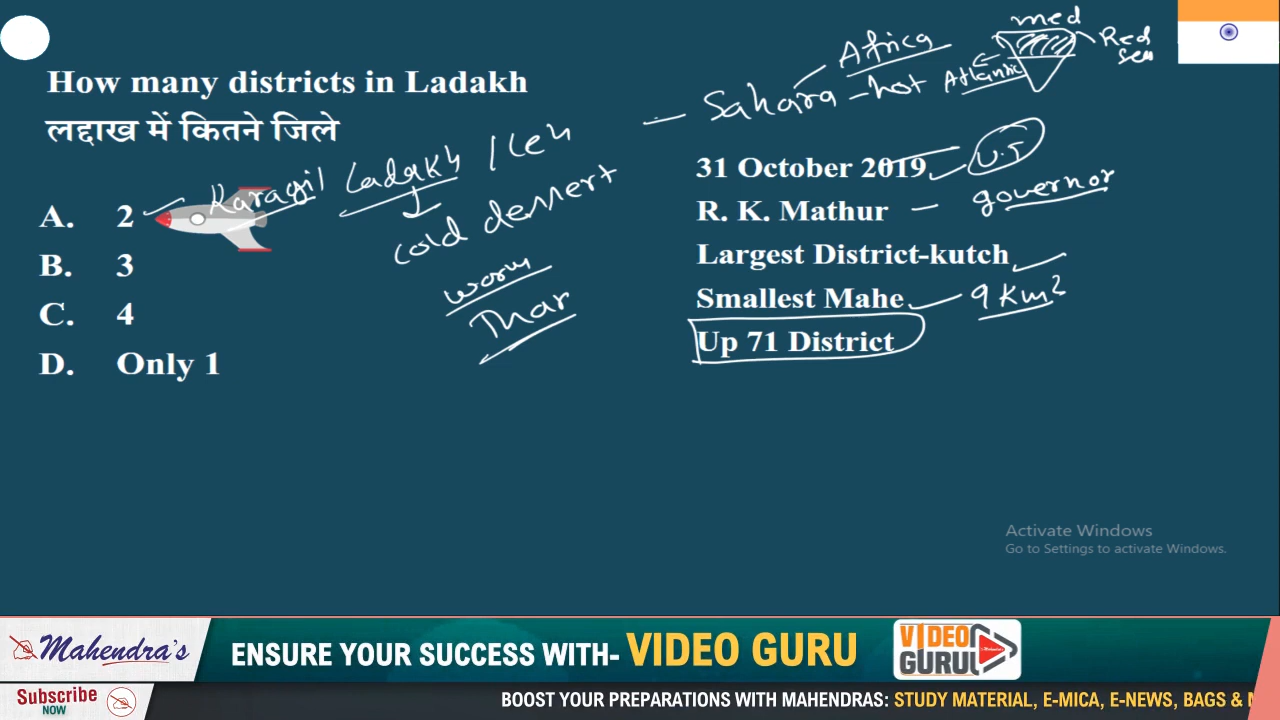 How many districts in Ladakh
लद्दाख में कितने जिले
A. 2
B. 3
C. 4
D. Only 1
Karagil Ladakh / Leh
cold dessert
worm
Thar
Africa
Sahara - hot
med
Red
Sea
Atlantic
31 October 2019
U.T
R. K. Mathur - governor
Largest District-kutch
Smallest Mahe - 9 Km²
Up 71 District
Activate Windows
Go to Settings to activate Windows.
Mahendra's
ENSURE YOUR SUCCESS WITH- VIDEO GURU
VIDEO
GURUL
Subscribe
NOW
BOOST YOUR PREPARATIONS WITH MAHENDRAS: STUDY MATERIAL, E-MICA, E-NEWS, BAGS &